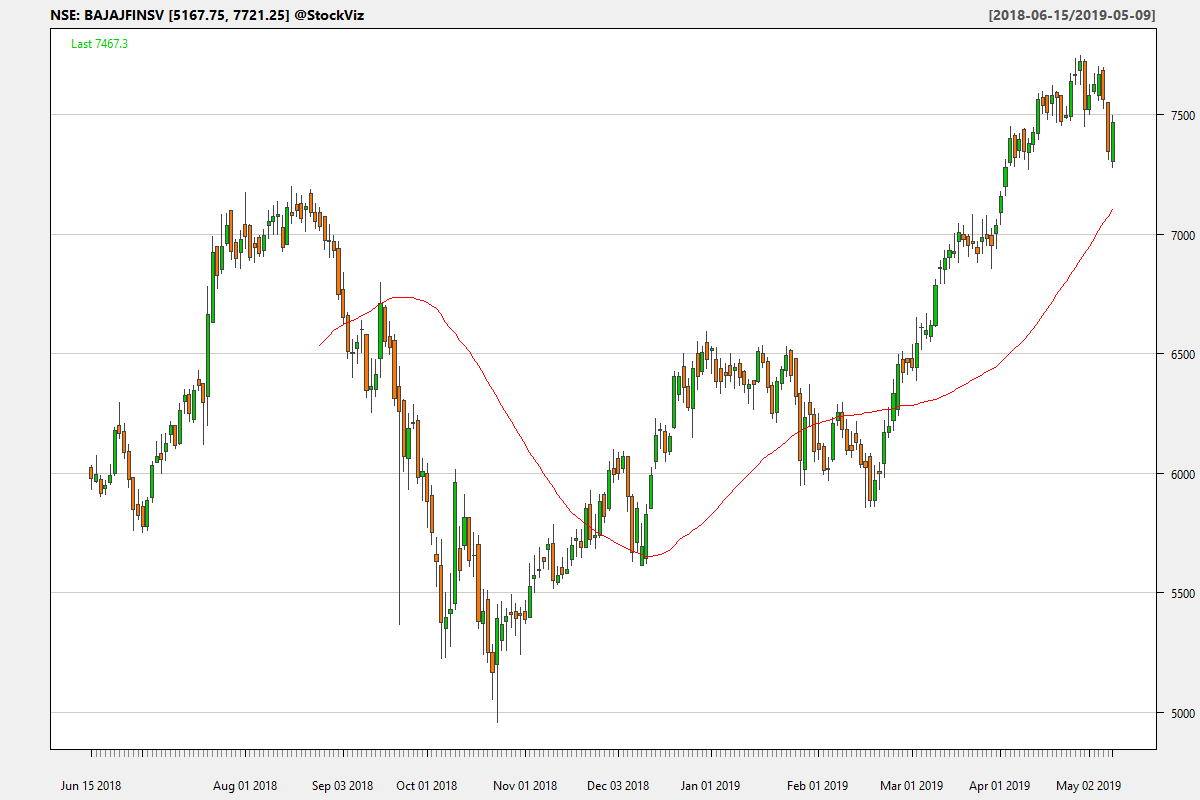 NSE: BAJAJFINSV [5167.75, 7721.25] @StockViz [2018-06-15/2019-05-09]
Last 7467.3
7500
7000
6500
6000
5500
5000
Jun 15 2018 Aug 01 2018 Sep 03 2018 Oct 01 2018 Nov 01 2018 Dec 03 2018 Jan 01 2019 Feb 01 2019 Mar 01 2019 Apr 01 2019 May 02 2019